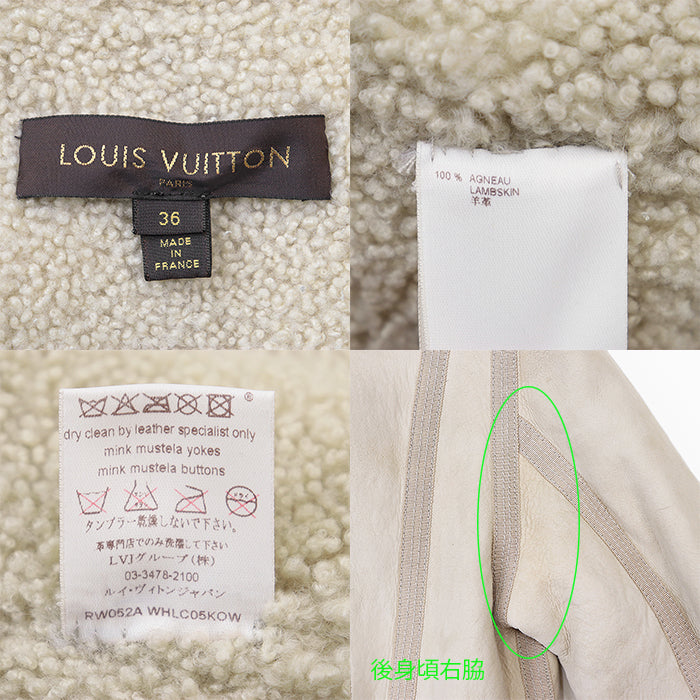 LOUIS VUITTON
PARIS
36
MADE
IN
FRANCE
100 % AGNEAU
LAMBSKIN
羊革
®
dry clean by leather specialist only
mink mustela yokes
mink mustela buttons
タンブラー乾燥しないで下さい。
革専門店でのみ洗濯して下さい。
LVJグループ(株)
03-3478-2100
ルイ・ヴィトンジャパン
RW052A WHLC05KOW
後身頃右脇